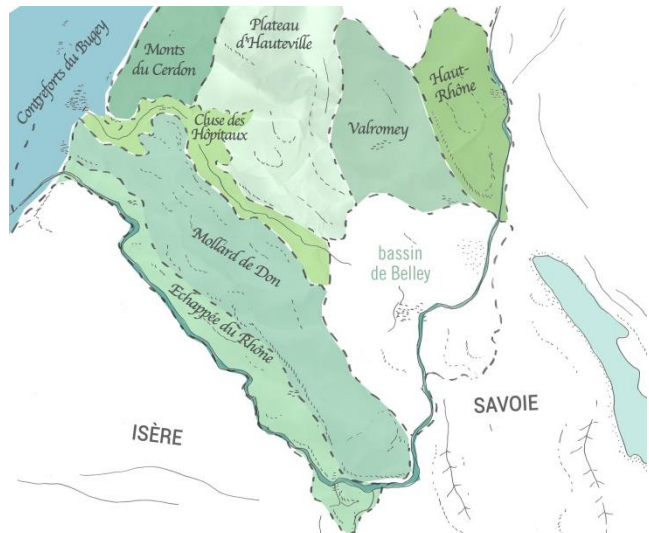 Contreforts du Bugey
Monts
du Cerdon
Plateau
d'Hauteville
Cluse des
Hôpitaux
Valromey
Haut-
Rhône
Mollard de Don
bassin
de Belley
Echappée du Rhône
ISÈRE
SAVOIE